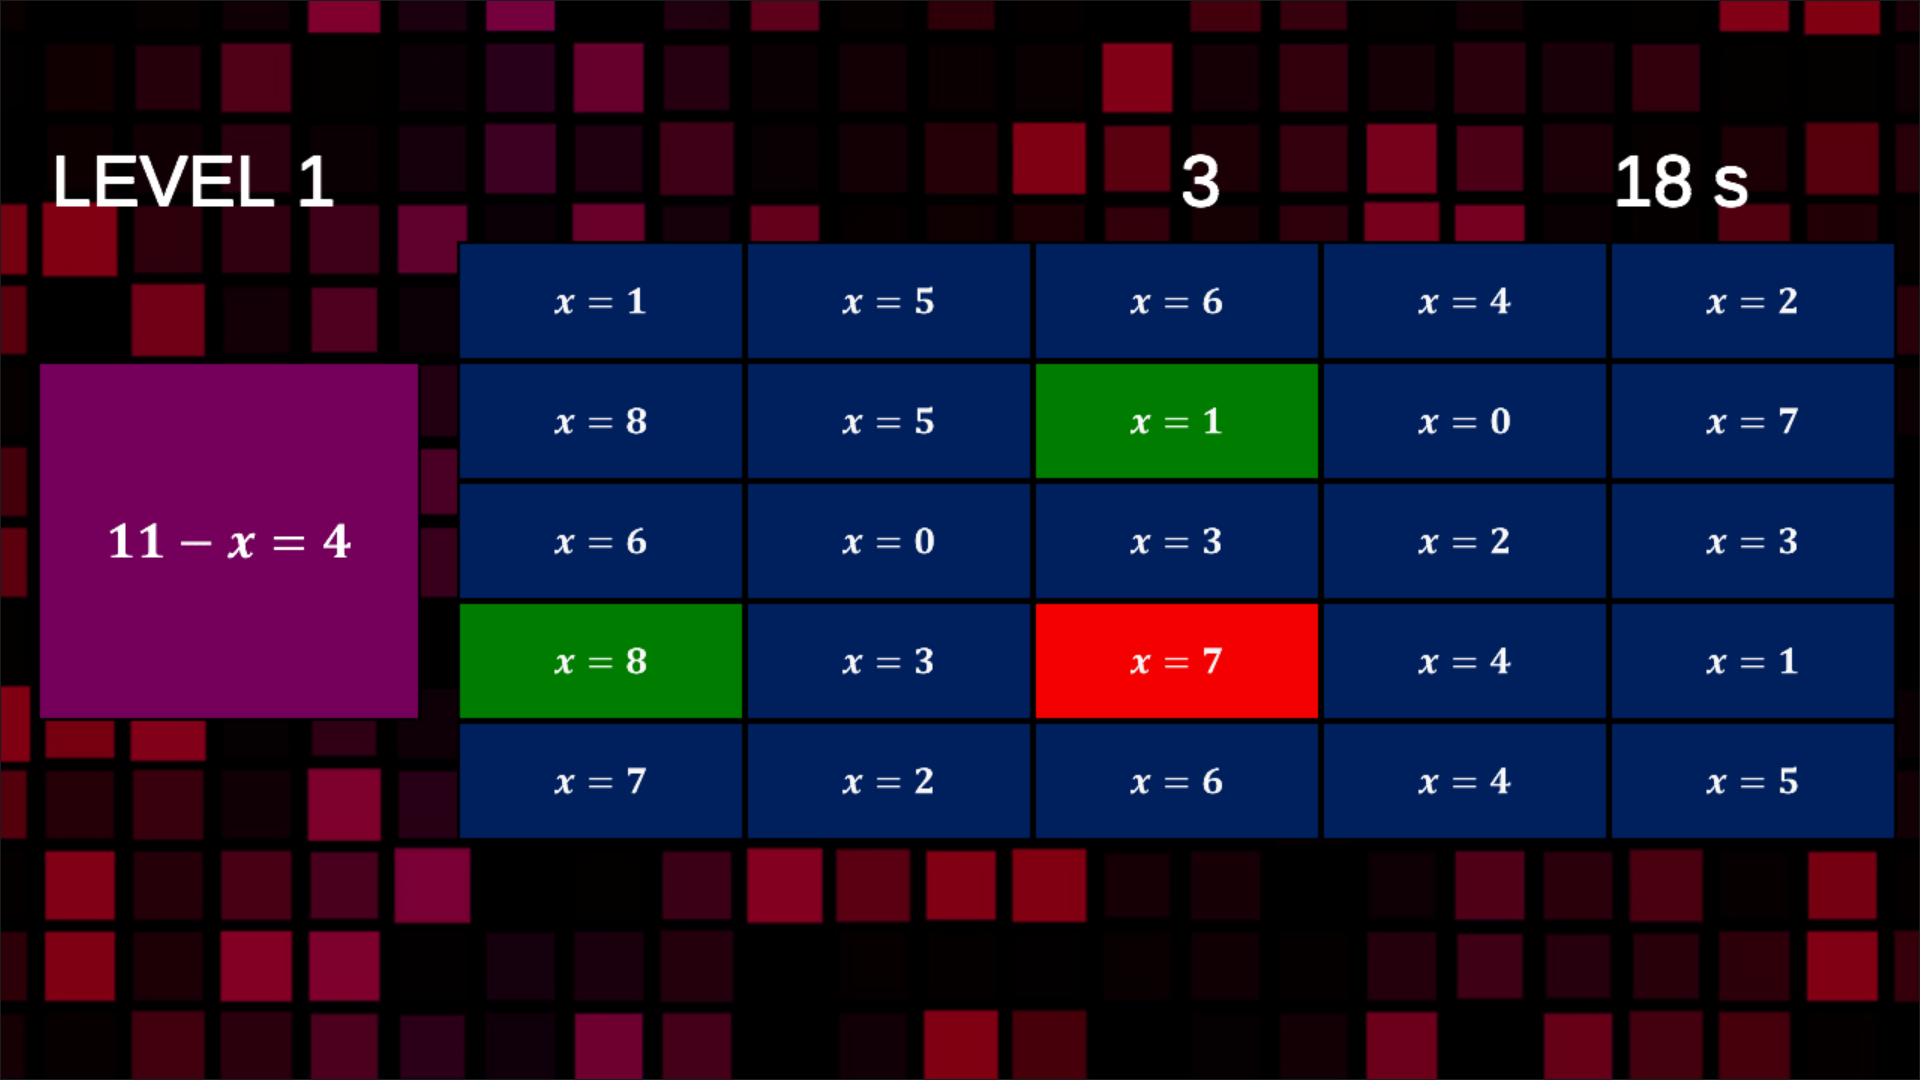 LEVEL 1 3 18 s
x = 1 x = 5 x = 6 x = 4 x = 2
x = 8 x = 5 x = 1 x = 0 x = 7
11 − x = 4
x = 6 x = 0 x = 3 x = 2 x = 3
x = 8 x = 3 x = 7 x = 4 x = 1
x = 7 x = 2 x = 6 x = 4 x = 5